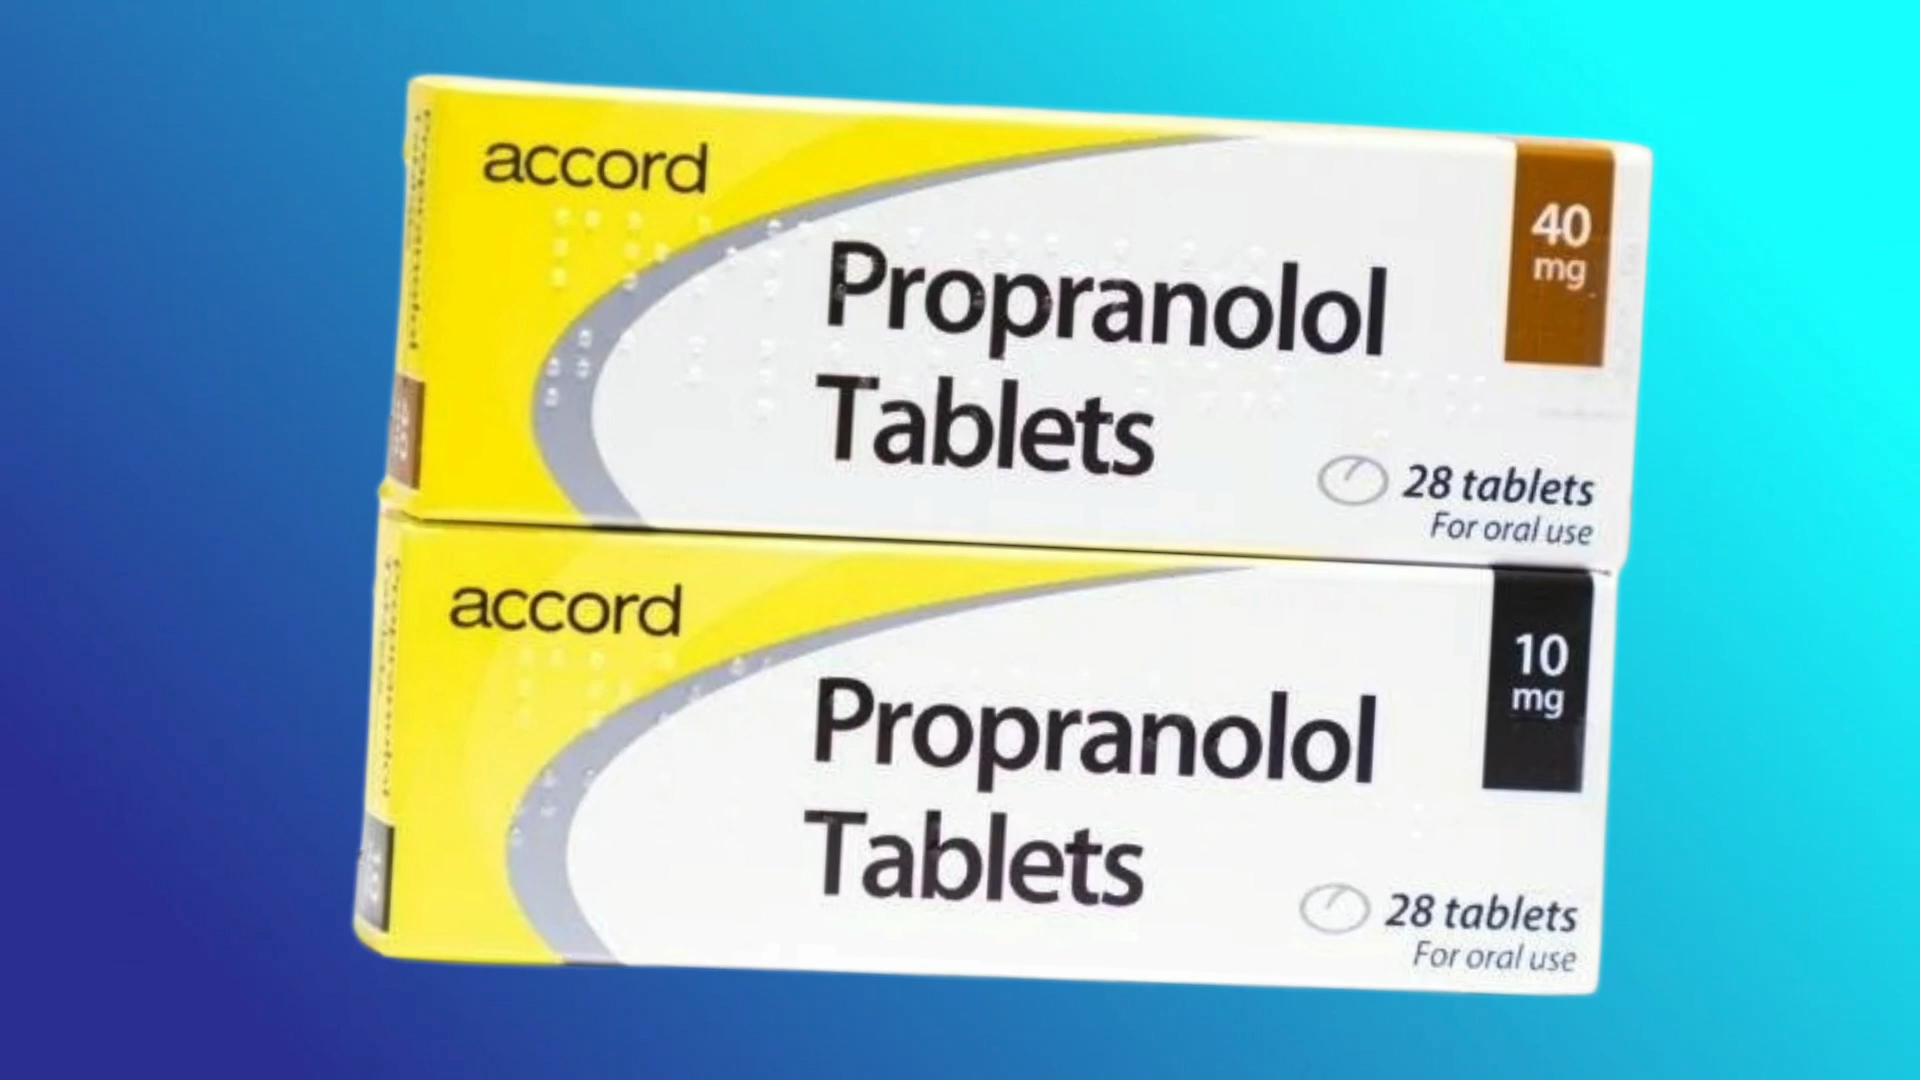 accord
Propranolol
Tablets
40
mg
28 tablets
For oral use
accord
Propranolol
Tablets
10
mg
28 tablets
For oral use